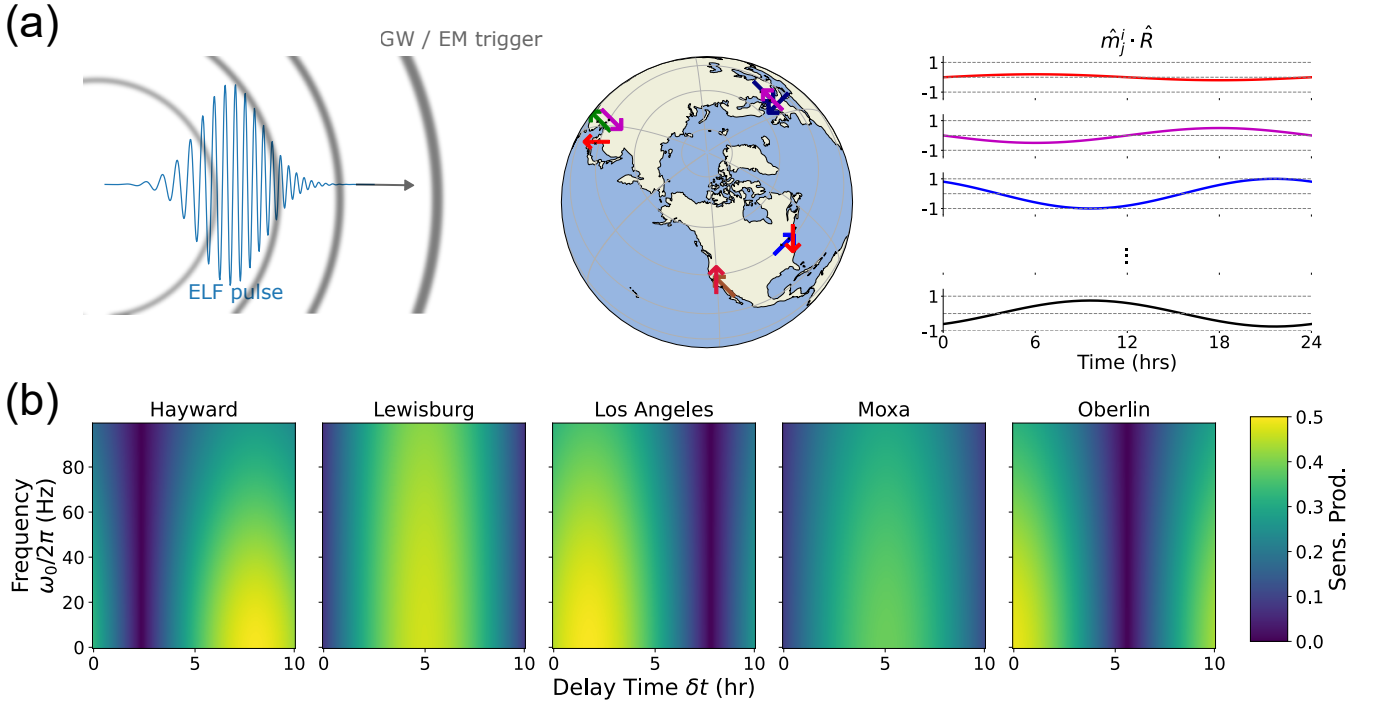 (a)
GW / EM trigger
ELF pulse
m̂ⁱⱼ · R̂
1
-1
1
-1
1
-1
⋮
1
-1
0 6 12 18 24
Time (hrs)
(b)
Hayward Lewisburg Los Angeles Moxa Oberlin
Frequency
ω₀/2π (Hz)
80
60
40
20
0
0 5 10 0 5 10 0 5 10 0 5 10 0 5 10
Delay Time δt (hr)
0.5
0.4
0.3
0.2
0.1
0.0
Sens. Prod.